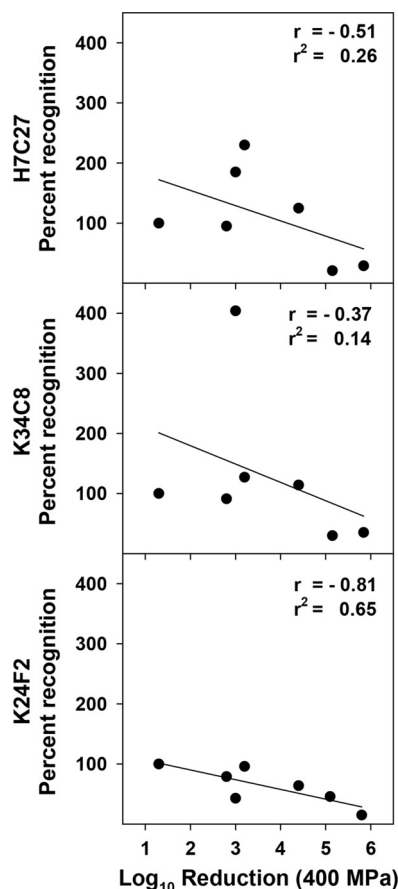 400
300
200
100
H7C27
Percent recognition
r = - 0.51
r² = 0.26
400
300
200
100
K34C8
Percent recognition
r = - 0.37
r² = 0.14
400
300
200
100
K24F2
Percent recognition
r = - 0.81
r² = 0.65
1 2 3 4 5 6
Log₁₀ Reduction (400 MPa)